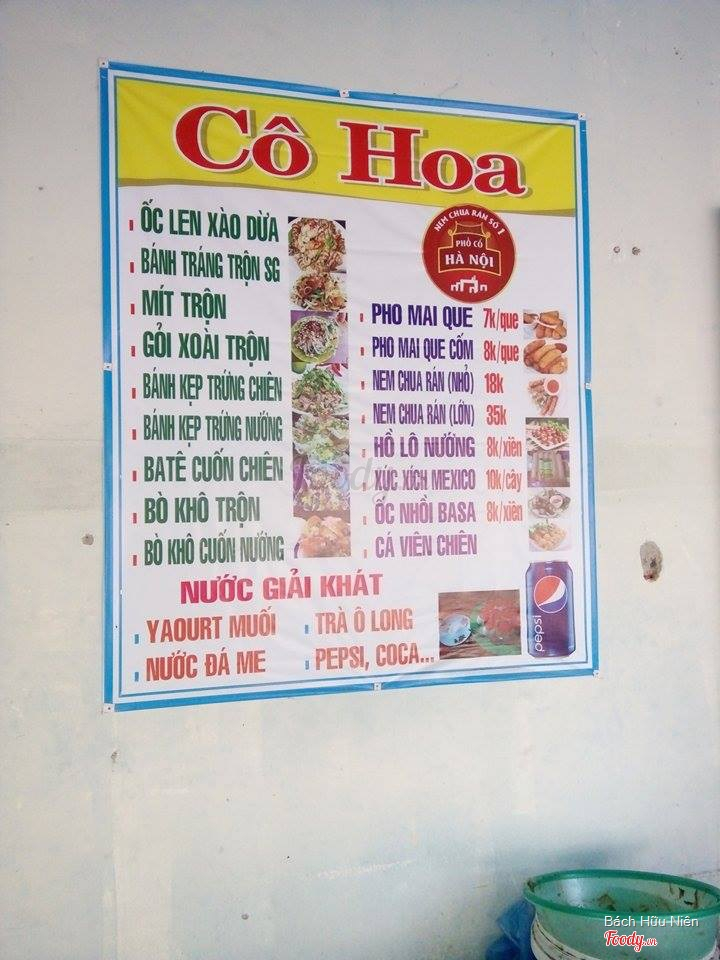 Cô Hoa
ỐC LEN XÀO DỪA
BÁNH TRÁNG TRỘN SG
MÍT TRỘN
GỎI XOÀI TRỘN
BÁNH KẸP TRỨNG CHIÊN
BÁNH KẸP TRỨNG NƯỚNG
BATÊ CUỐN CHIÊN
BÒ KHÔ TRỘN
BÒ KHÔ CUỐN NƯỚNG
NEM CHUA RÁN SỐ 1
PHỐ CỔ
HÀ NỘI
PHO MAI QUE 7k/que
PHO MAI QUE CỐM 8k/que
NEM CHUA RÁN (NHỎ) 18k
NEM CHUA RÁN (LỚN) 35k
HỒ LÔ NƯỚNG 8k/xiên
XÚC XÍCH MEXICO 10k/cây
ỐC NHỒI BASA 8k/xiên
CÁ VIÊN CHIÊN
NƯỚC GIẢI KHÁT
YAOURT MUỐI
NƯỚC ĐÁ ME
TRÀ Ô LONG
PEPSI, COCA...
pepsi
Foody
Bách Hữu Niên
Foody.vn